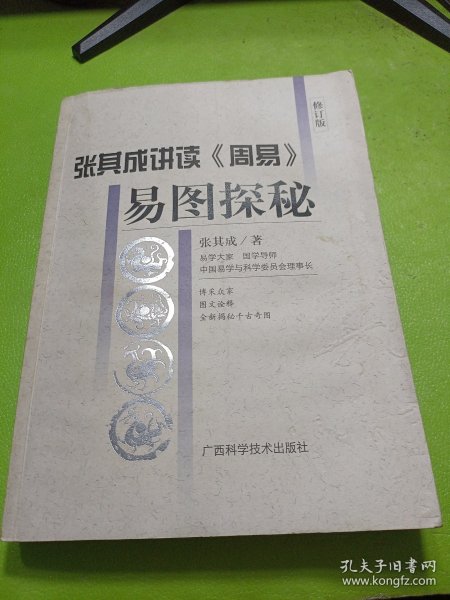 修订版
张其成讲读《周易》
易图探秘
张其成/著
易学大家 国学导师
中国易学与科学委员会理事长
博采众家
图文诠释
全新揭秘千古奇图
广西科学技术出版社
孔夫子旧书网
www.kongfz.com